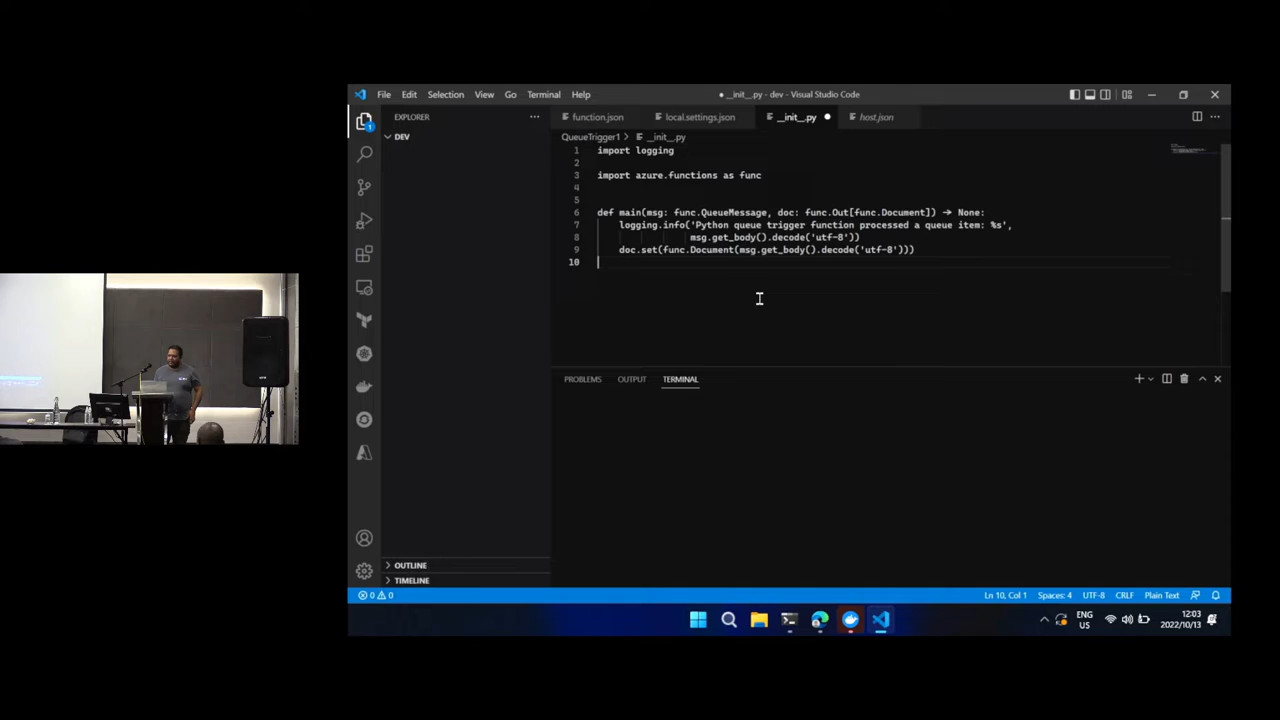 File Edit Selection View Go Terminal Help
● __init__.py - dev - Visual Studio Code
EXPLORER
function.json
local.settings.json
__init__.py
host.json
DEV
QueueTrigger1 > __init__.py
1 import logging
2
3 import azure.functions as func
4
5
6 def main(msg: func.QueueMessage, doc: func.Out[func.Document]) -> None:
7 logging.info('Python queue trigger function processed a queue item: %s',
8 msg.get_body().decode('utf-8'))
9 doc.set(func.Document(msg.get_body().decode('utf-8')))
10
PROBLEMS OUTPUT TERMINAL
OUTLINE
TIMELINE
0 0
Ln 10, Col 1 Spaces: 4 UTF-8 CRLF Plain Text
ENG
US
12:03
2022/10/13